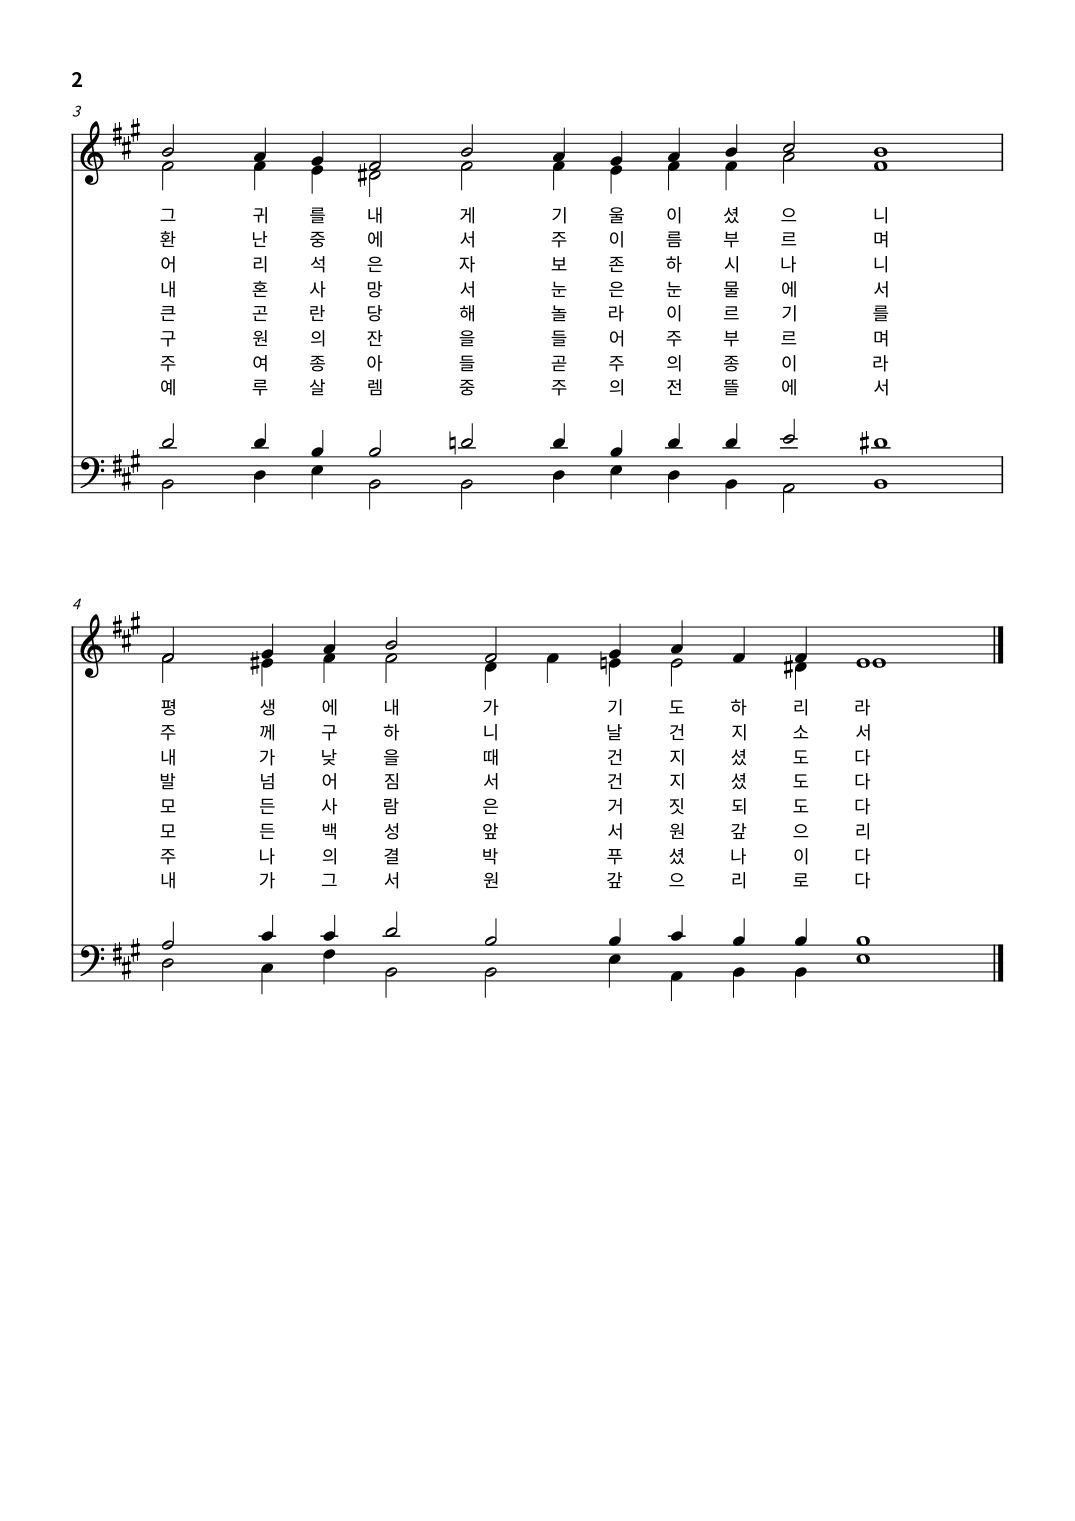 2
3
그 귀 를 내 게 기 울 이 셨 으 니
환 난 중 에 서 주 이 름 부 르 며
어 리 석 은 자 보 존 하 시 나 니
내 혼 사 망 서 눈 은 눈 물 에 서
큰 곤 란 당 해 놀 라 이 르 기 를
구 원 의 잔 을 들 어 주 부 르 며
주 여 종 아 들 곧 주 의 종 이 라
예 루 살 렘 중 주 의 전 뜰 에 서
4
평 생 에 내 가 기 도 하 리 라
주 께 구 하 니 날 건 지 소 서
내 가 낮 을 때 건 지 셨 도 다
발 넘 어 짐 서 건 지 셨 도 다
모 든 사 람 은 거 짓 되 도 다
모 든 백 성 앞 서 원 갚 으 리
주 나 의 결 박 푸 셨 나 이 다
내 가 그 서 원 갚 으 리 로 다